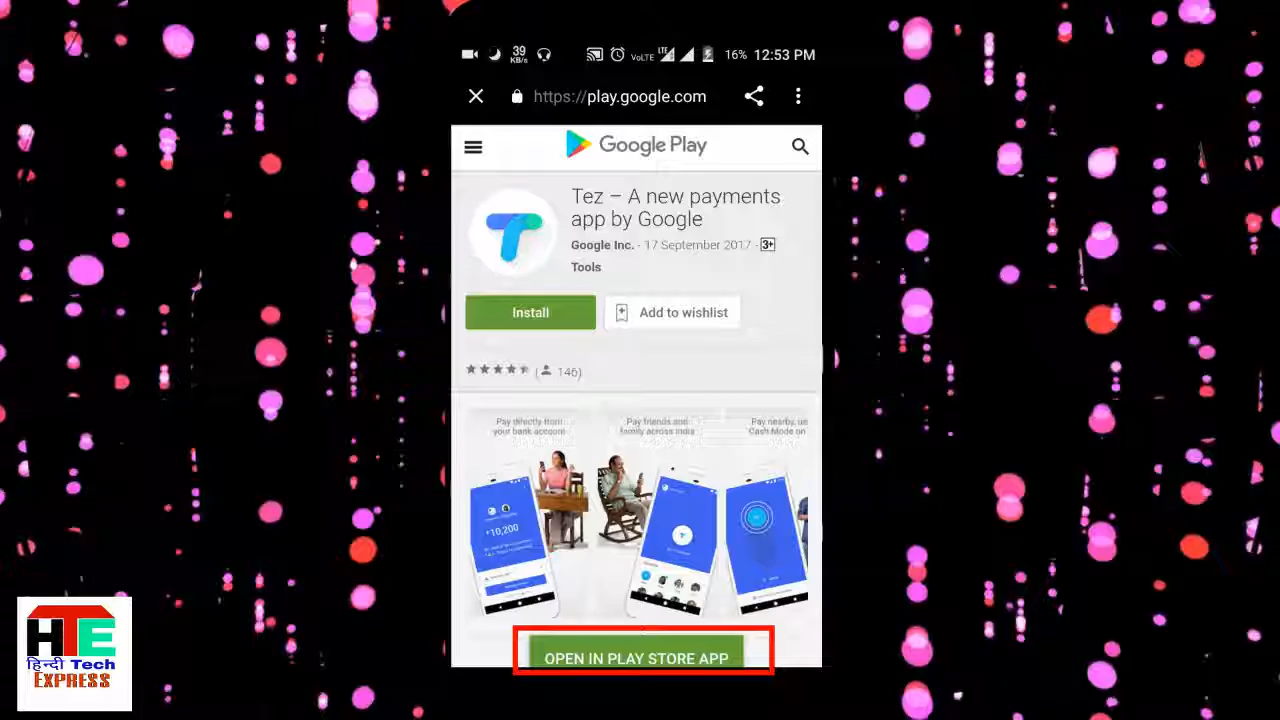 39
KB/s
VoLTE
LTE
16%
12:53 PM
https://play.google.com
Google Play
Tez – A new payments
app by Google
Google Inc. - 17 September 2017 - 3+
Tools
Install
Add to wishlist
( 146)
Pay directly from
your bank account
Pay friends and
family across India
Pay nearby, us
Cash Mode on
10,200
OPEN IN PLAY STORE APP
HTE
हिन्दी Tech
EXPRESS